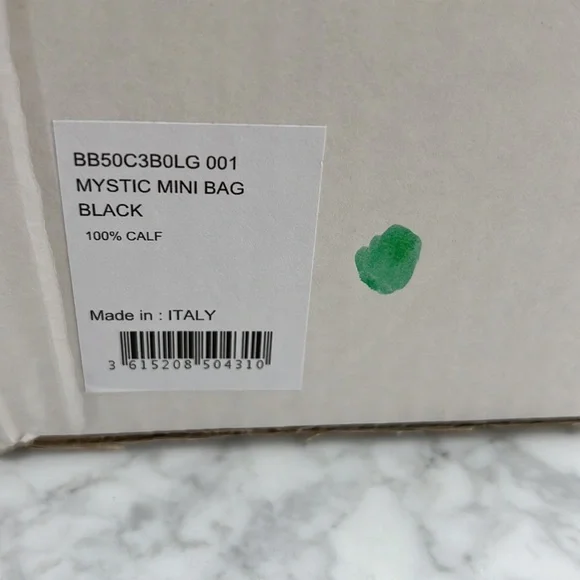 BB50C3B0LG 001
MYSTIC MINI BAG
BLACK
100% CALF
Made in : ITALY
3 615208 504310